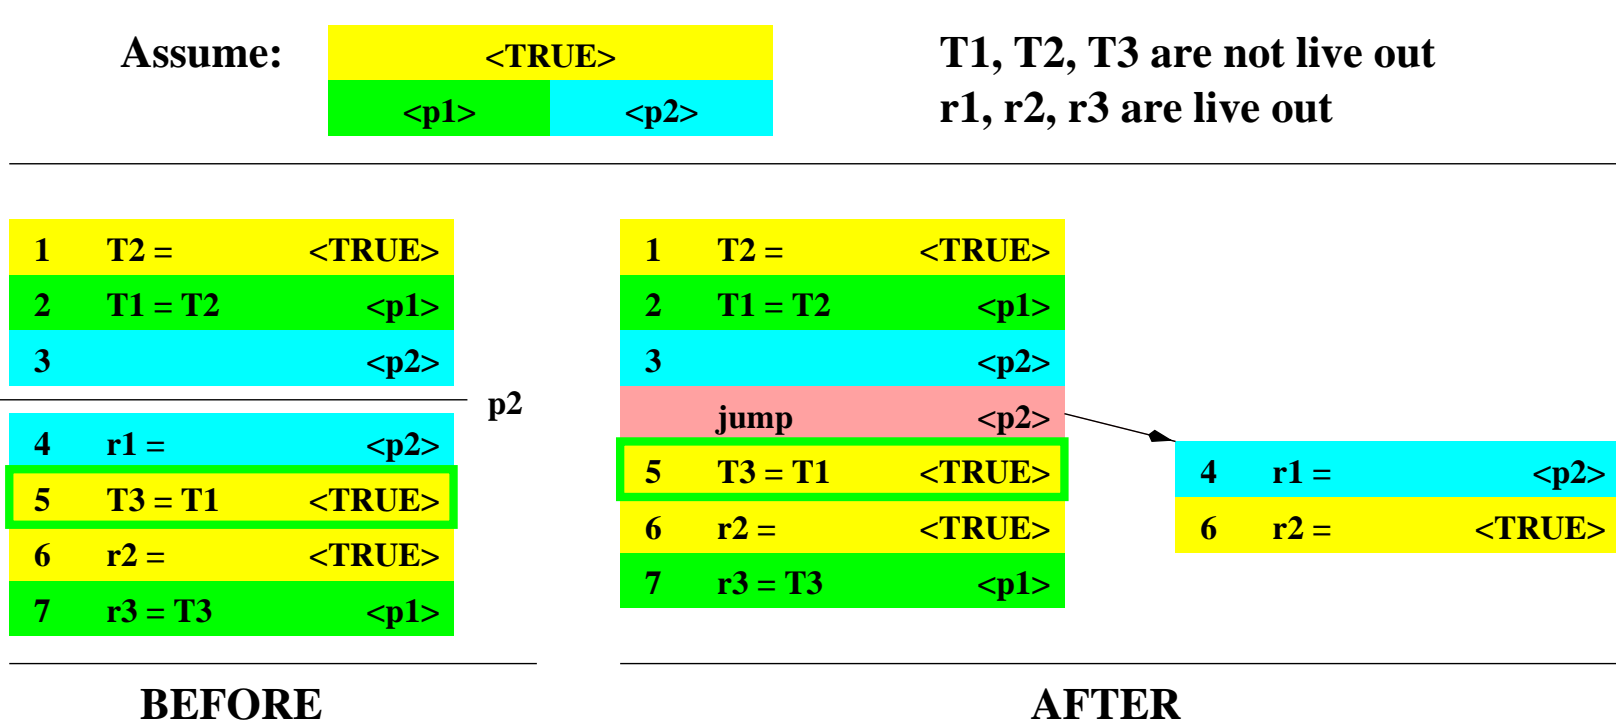 Assume:
<TRUE>
<p1> <p2>
T1, T2, T3 are not live out
r1, r2, r3 are live out
1 T2 = <TRUE>
2 T1 = T2 <p1>
3 <p2>
p2
4 r1 = <p2>
5 T3 = T1 <TRUE>
6 r2 = <TRUE>
7 r3 = T3 <p1>
BEFORE
1 T2 = <TRUE>
2 T1 = T2 <p1>
3 <p2>
jump <p2>
5 T3 = T1 <TRUE>
6 r2 = <TRUE>
7 r3 = T3 <p1>
4 r1 = <p2>
6 r2 = <TRUE>
AFTER